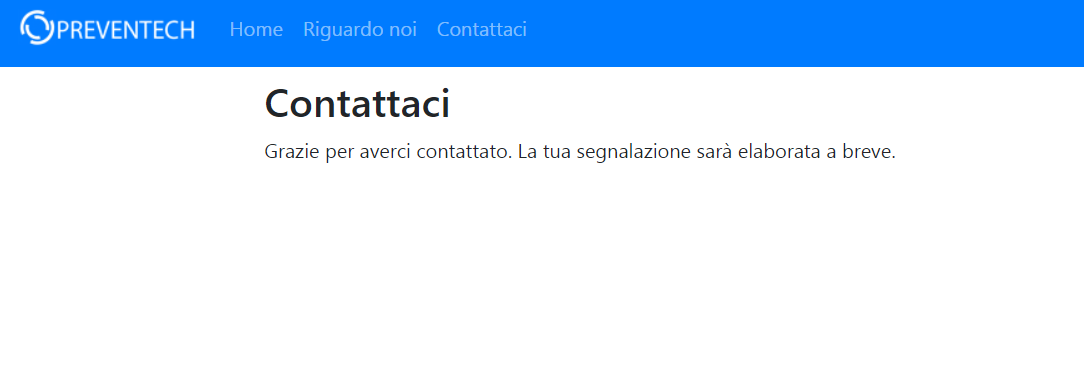 PREVENTECH Home Riguardo noi Contattaci
Contattaci
Grazie per averci contattato. La tua segnalazione sarà elaborata a breve.